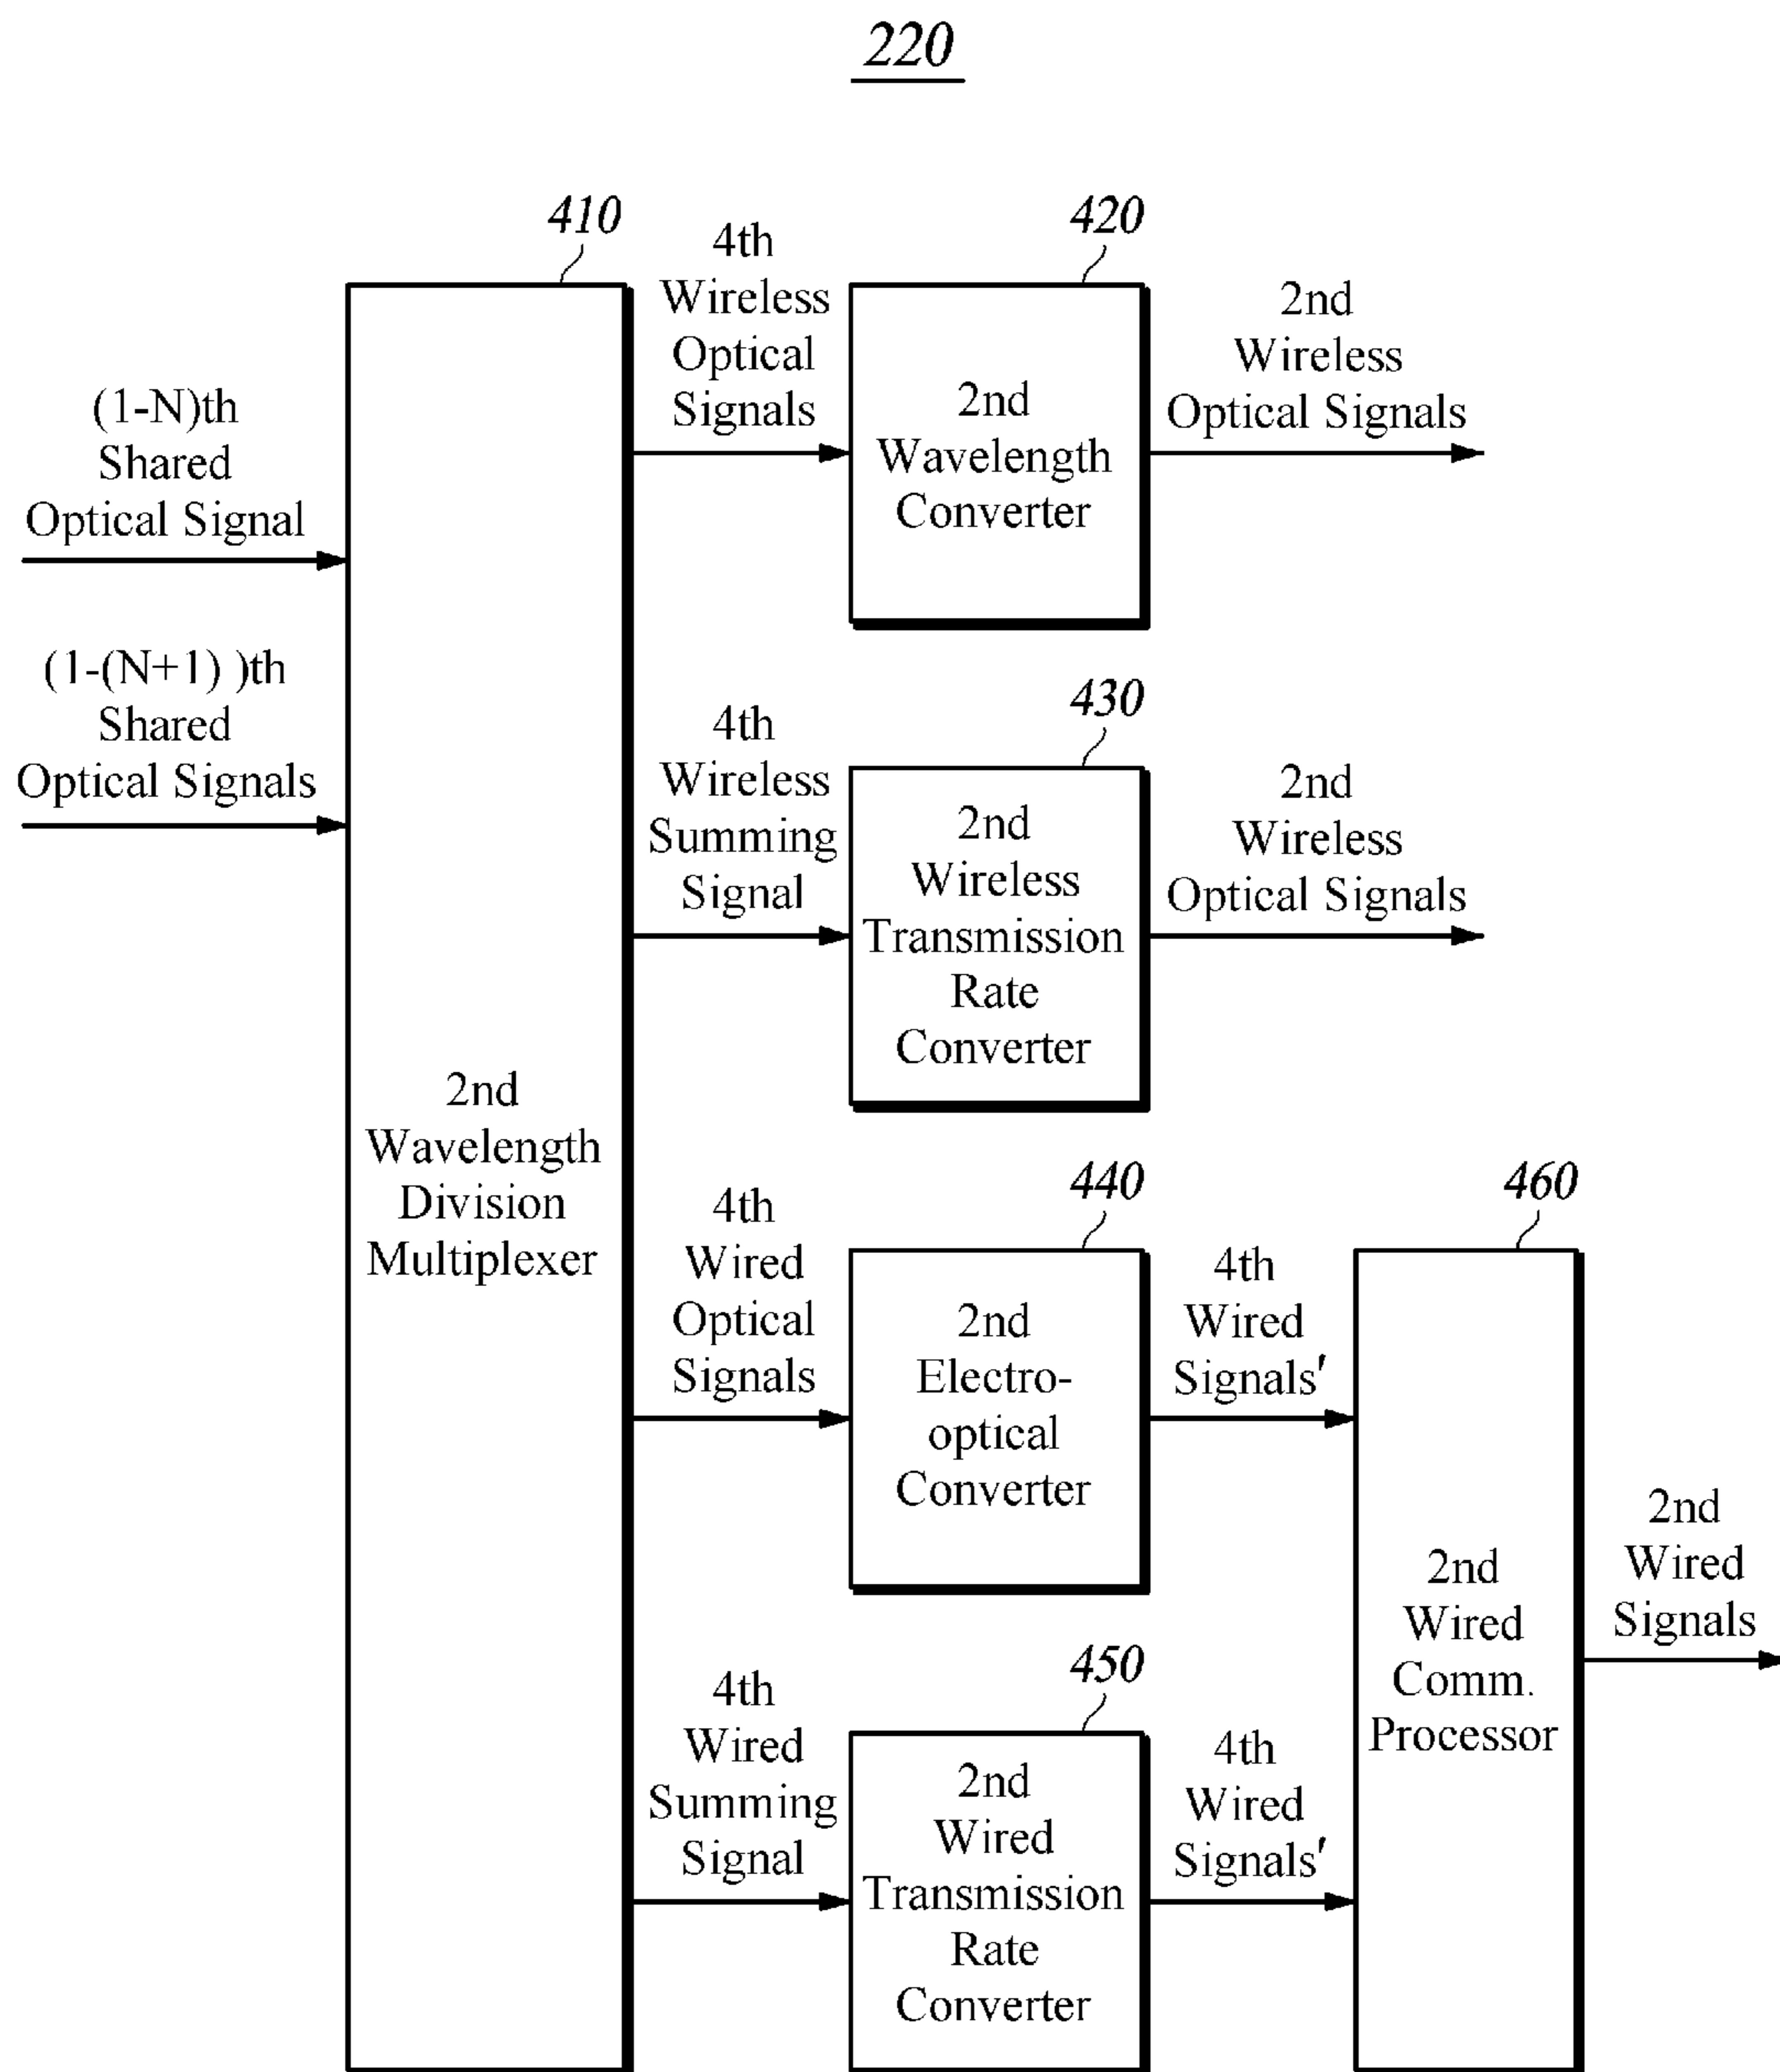 220
410
4th
Wireless
Optical
Signals
420
2nd
Wireless
Optical Signals
(1-N)th
Shared
Optical Signal
2nd
Wavelength
Converter
(1-(N+1) )th
Shared
Optical Signals
4th
Wireless
Summing
Signal
430
2nd
Wireless
Transmission
Rate
Converter
2nd
Wireless
Optical Signals
2nd
Wavelength
Division
Multiplexer
4th
Wired
Optical
Signals
440
2nd
Electro-
optical
Converter
4th
Wired
Signals'
460
2nd
Wired
Comm.
Processor
2nd
Wired
Signals
4th
Wired
Summing
Signal
450
2nd
Wired
Transmission
Rate
Converter
4th
Wired
Signals'